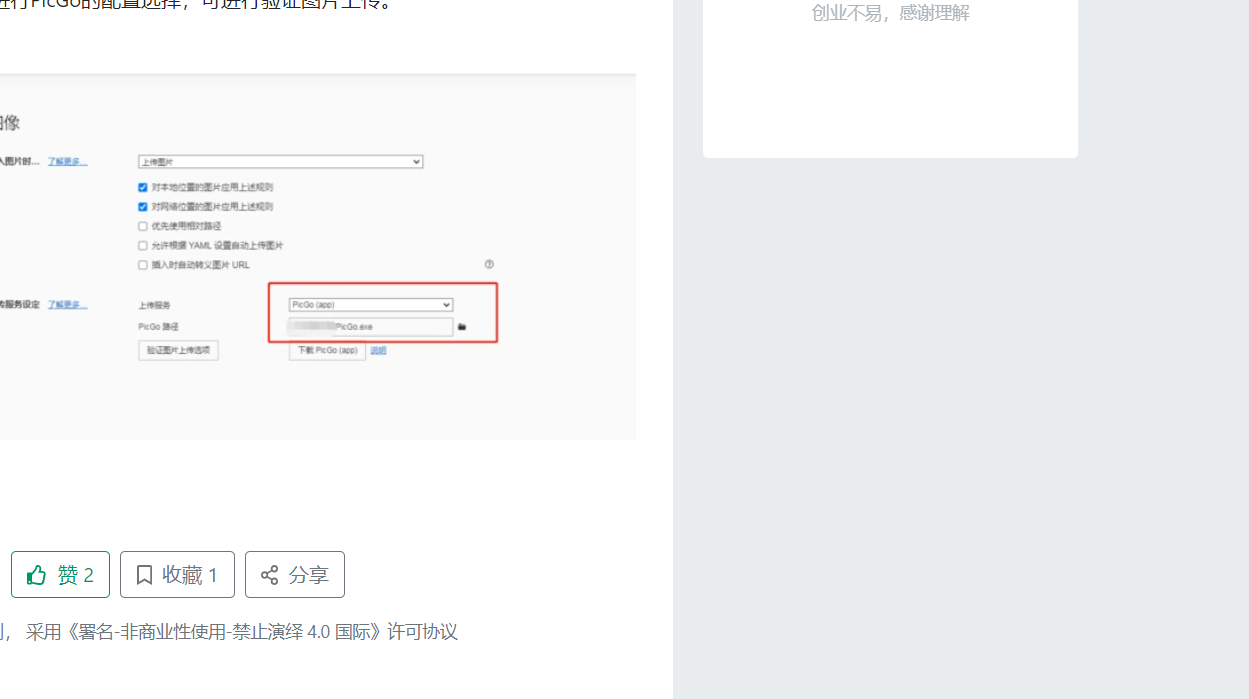 进行PicGo的配置选择，可进行验证图片上传。
创业不易，感谢理解
图像
入图片时... 了解更多...
上传图片
对本地位置的图片应用上述规则
对网络位置的图片应用上述规则
优先使用相对路径
允许根据 YAML 设置自动上传图片
插入时自动转义图片 URL
传服务设定 了解更多...
上传服务 PicGo (app)
PicGo 路径 PicGo.exe
验证图片上传选项 下载 PicGo (app) 说明
赞 2 收藏 1 分享
， 采用《署名-非商业性使用-禁止演绎 4.0 国际》许可协议